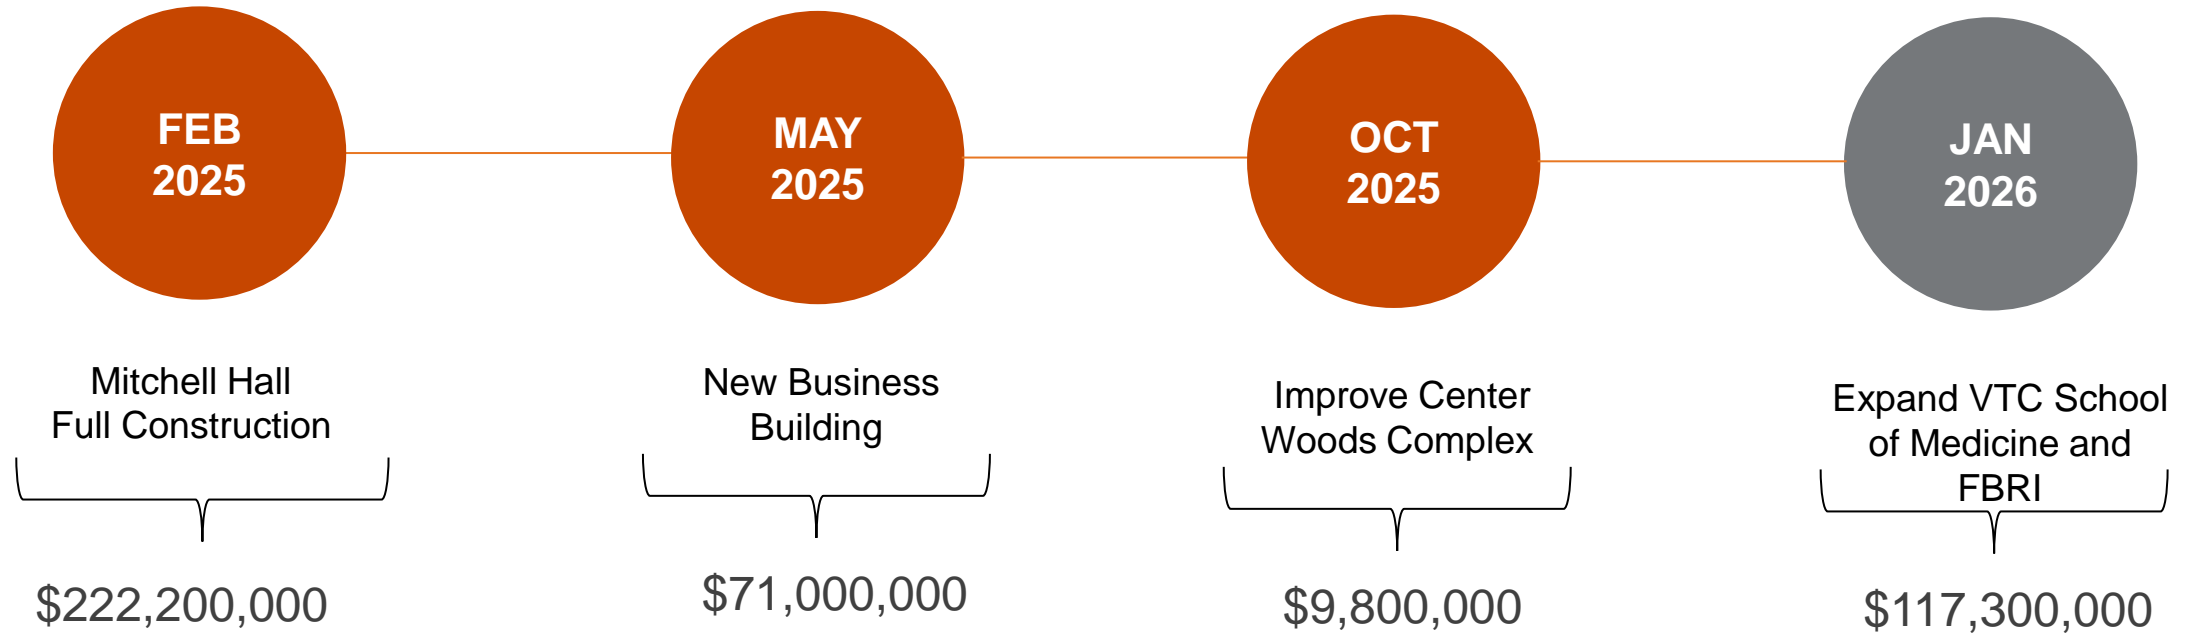 FEB
2025
MAY
2025
OCT
2025
JAN
2026
Mitchell Hall
Full Construction
New Business
Building
Improve Center
Woods Complex
Expand VTC School
of Medicine and
FBRI
$222,200,000
$71,000,000
$9,800,000
$117,300,000